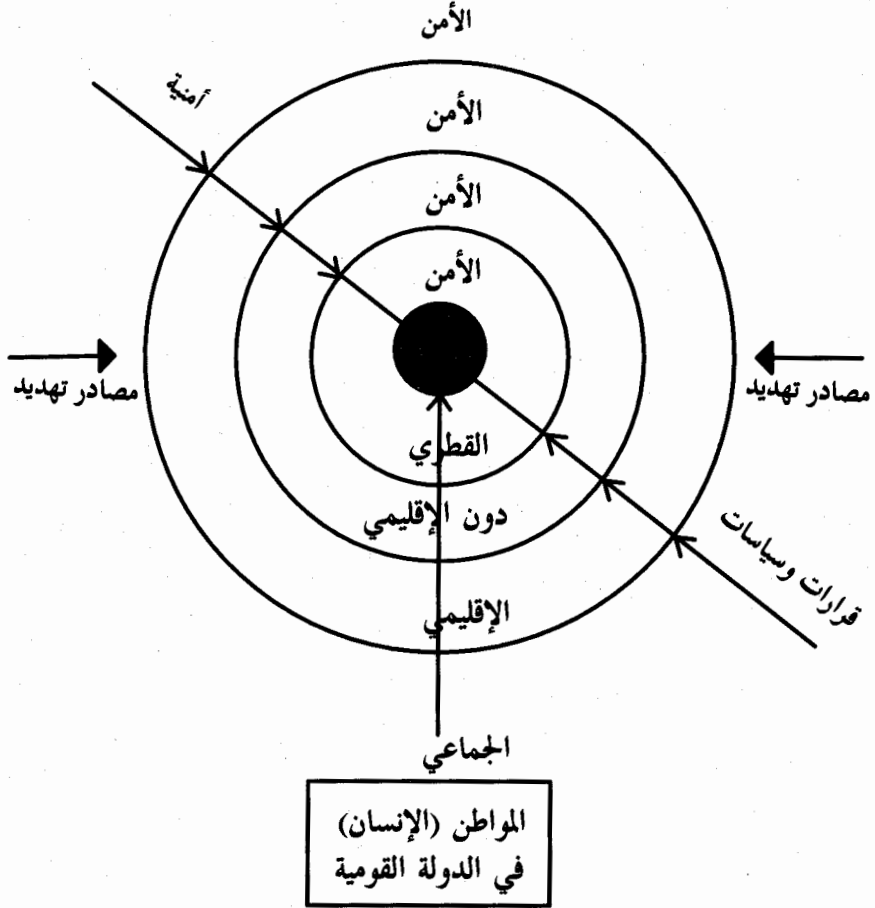 الأمن
أمنية
الأمن
الأمن
الأمن
مصادر تهديد
مصادر تهديد
القطري
دون الإقليمي
قرارات وسياسات
الإقليمي
الجماعي
المواطن (الإنسان)
في الدولة القومية